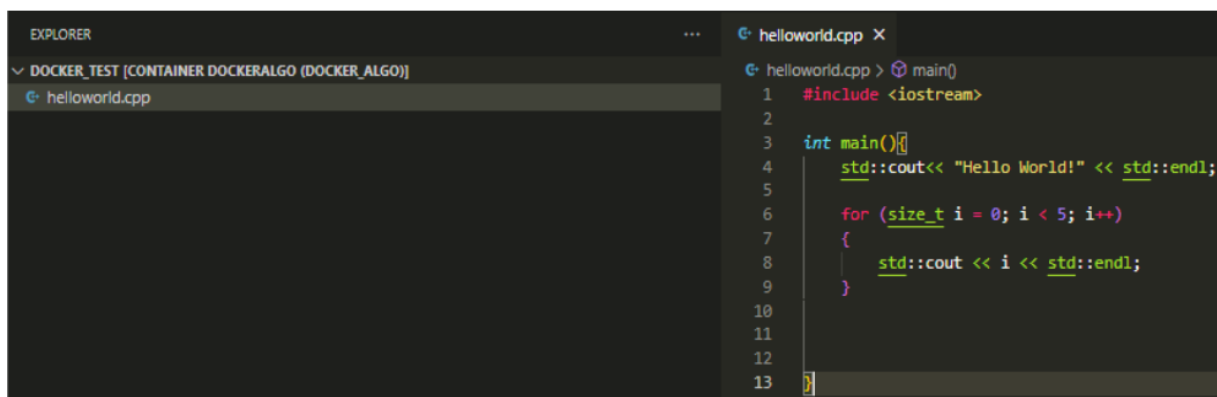 EXPLORER
···
DOCKER_TEST [CONTAINER DOCKERALGO (DOCKER_ALGO)]
helloworld.cpp
helloworld.cpp ×
helloworld.cpp > main()
1 #include <iostream>
2
3 int main(){
4 std::cout<< "Hello World!" << std::endl;
5
6 for (size_t i = 0; i < 5; i++)
7 {
8 std::cout << i << std::endl;
9 }
10
11
12
13 }